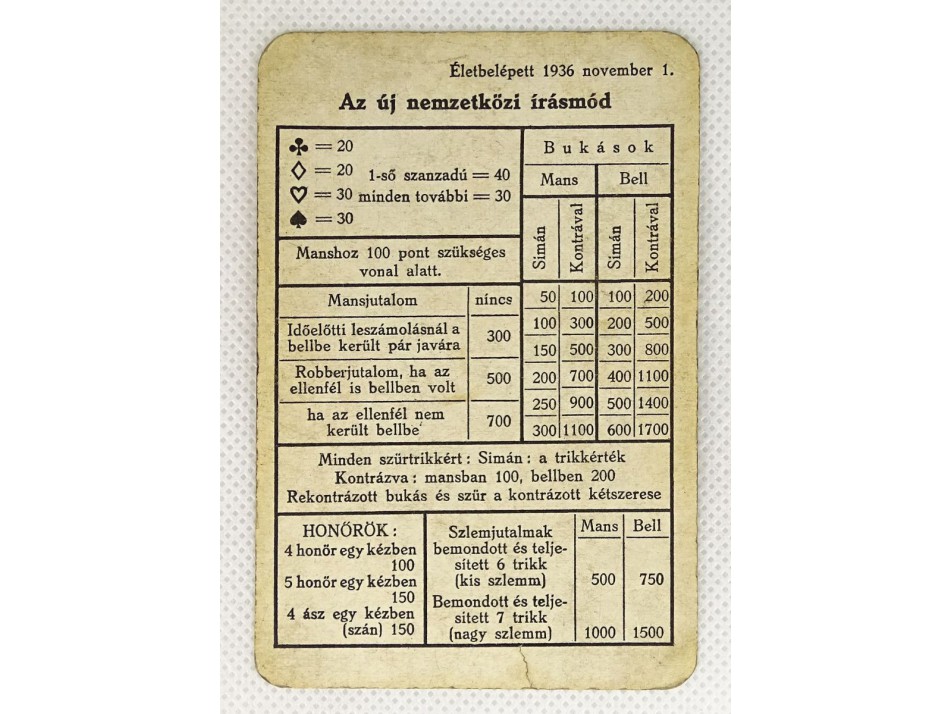 Életbelépett 1936 november 1.
Az új nemzetközi írásmód
♣ = 20
♢ = 20 1-ső szanzadú = 40
♡ = 30 minden további = 30
♠ = 30
Manshoz 100 pont szükséges
vonal alatt.
Bukások
Mans Bell
Simán Kontrával Simán Kontrával
50 100 100 200
100 300 200 500
150 500 300 800
200 700 400 1100
250 900 500 1400
300 1100 600 1700
Mansjutalom níncs
Időelőtti leszámolásnál a
bellbe került pár javára 300
Robberjutalom, ha az
ellenfél is bellben volt 500
ha az ellenfél nem
került bellbe 700
Minden szürtrikkért: Simán: a trikkérték
Kontrázva: mansban 100, bellben 200
Rekontrázott bukás és szür a kontrázott kétszerese
HONŐRÖK:
4 honőr egy kézben
100
5 honőr egy kézben
150
4 ász egy kézben
(szán) 150
Szlemjutalmak Mans Bell
bemondott és telje-
sített 6 trikk
(kis szlemm) 500 750
Bemondott és telje-
sitett 7 trikk
(nagy szlemm) 1000 1500